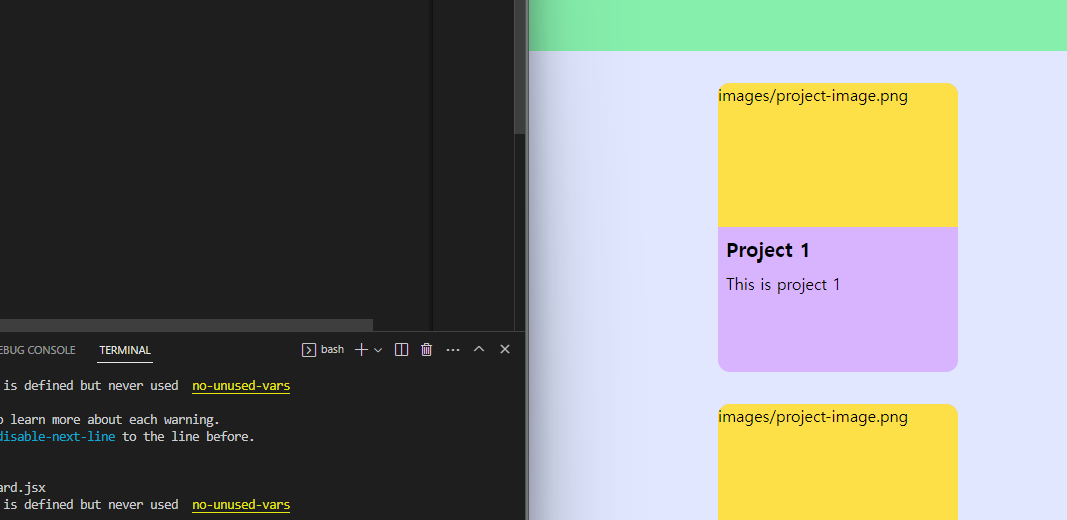 EBUG CONSOLE
TERMINAL
bash
is defined but never used no-unused-vars
o learn more about each warning.
disable-next-line to the line before.
ard.jsx
is defined but never used no-unused-vars
images/project-image.png
Project 1
This is project 1
images/project-image.png